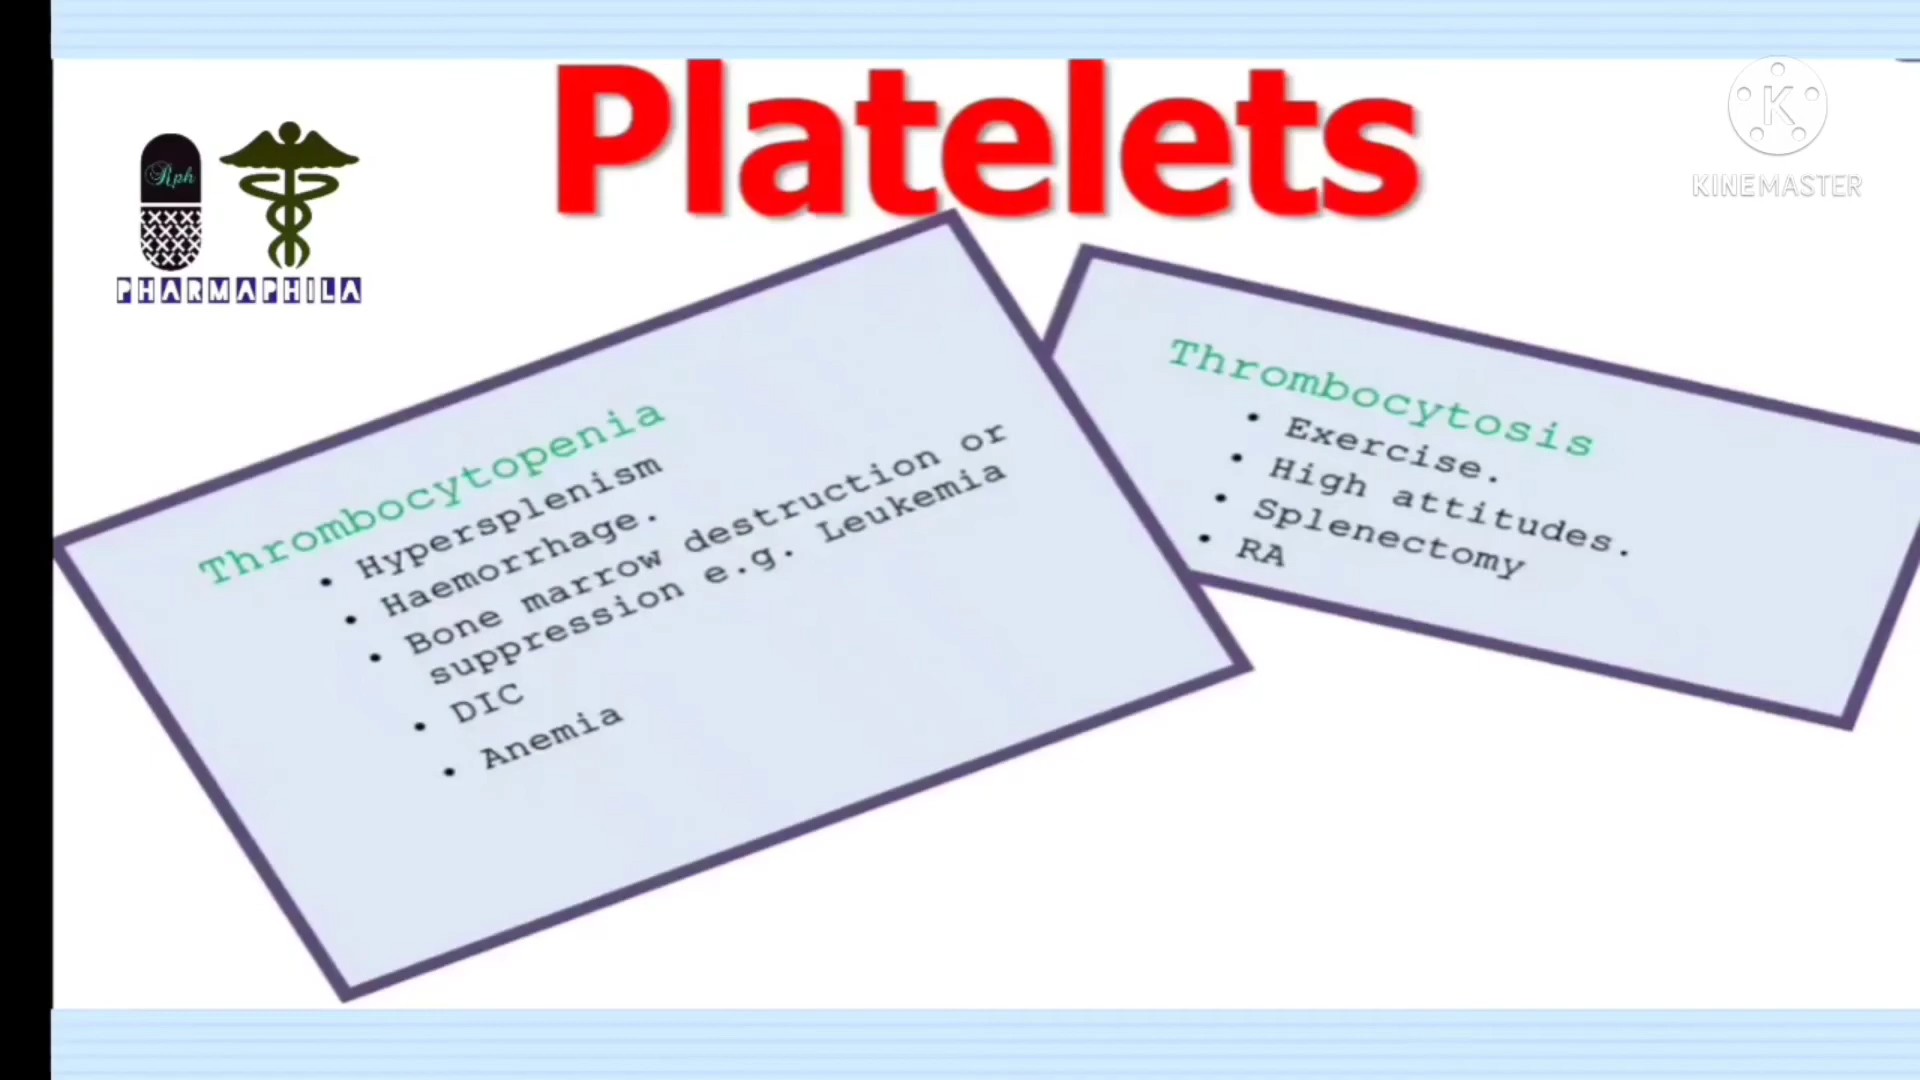 Platelets
Rph
PHARMAPHILA
KINEMASTER
Thrombocytopenia
• Hypersplenism
• Haemorrhage.
• Bone marrow destruction or
suppression e.g. Leukemia
• DIC
• Anemia
Thrombocytosis
• Exercise.
• High attitudes.
• Splenectomy
• RA